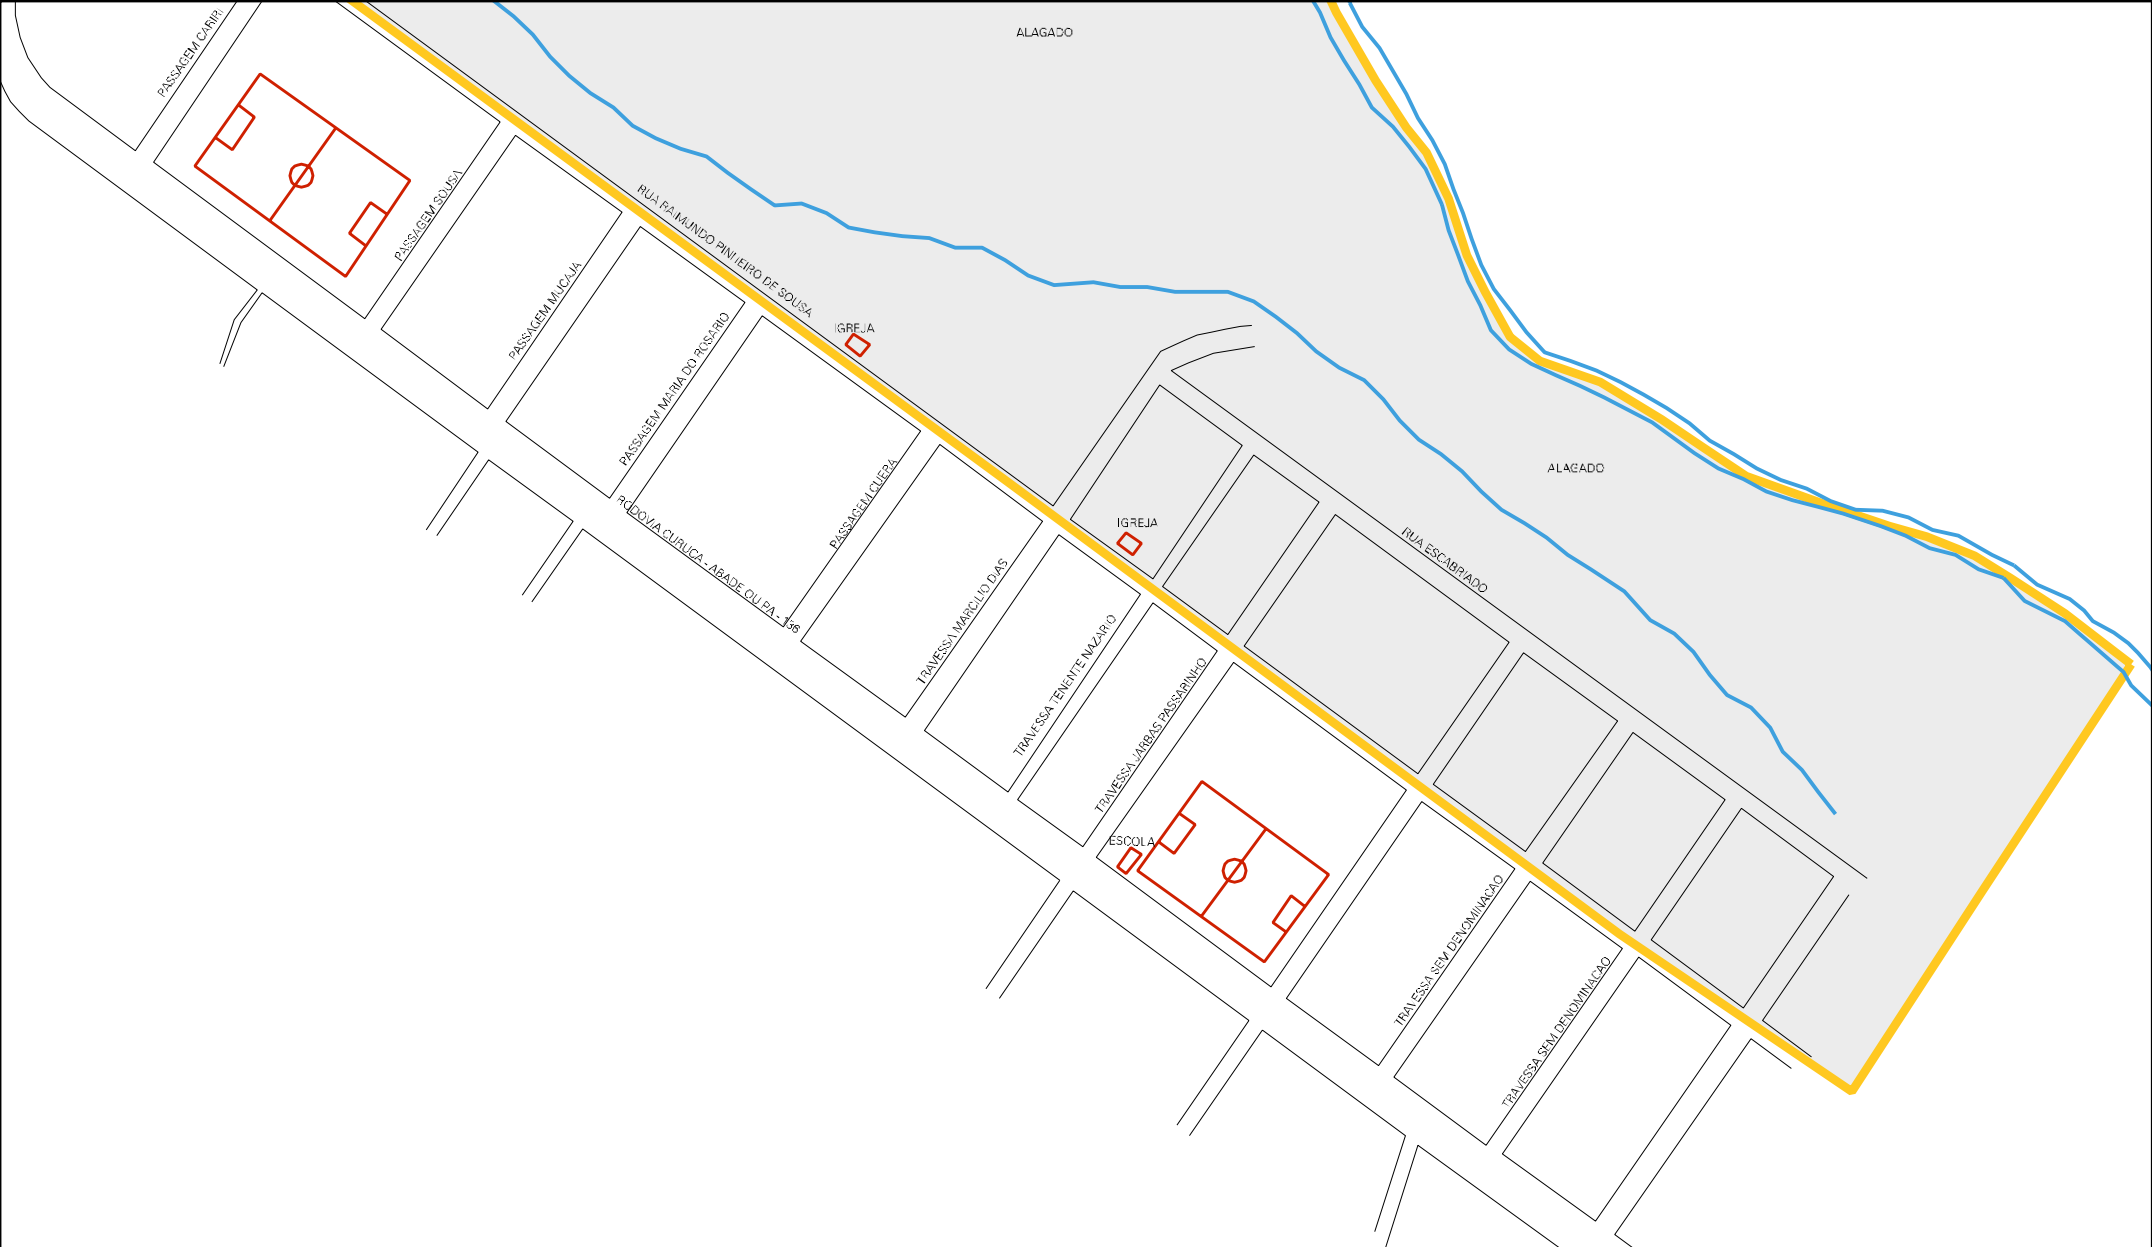 PASSAGEM CARIRI
ALAGADO
PASSAGEM SOUSA
RUA RAIMUNDO PINHEIRO DE SOUSA
PASSAGEM MUCAJA
IGREJA
PASSAGEM MARIA DO ROSARIO
PASSAGEM CUERA
ALAGADO
RODOVIA CURUCA - ABADE OU PA - 136
IGREJA
RUA ESCABRIADO
TRAVESSA MARCILIO DIAS
TRAVESSA TENENTE NAZARIO
TRAVESSA JARBAS PASSARINHO
ESCOLA
TRAVESSA SEM DENOMINACAO
TRAVESSA SEM DENOMINACAO